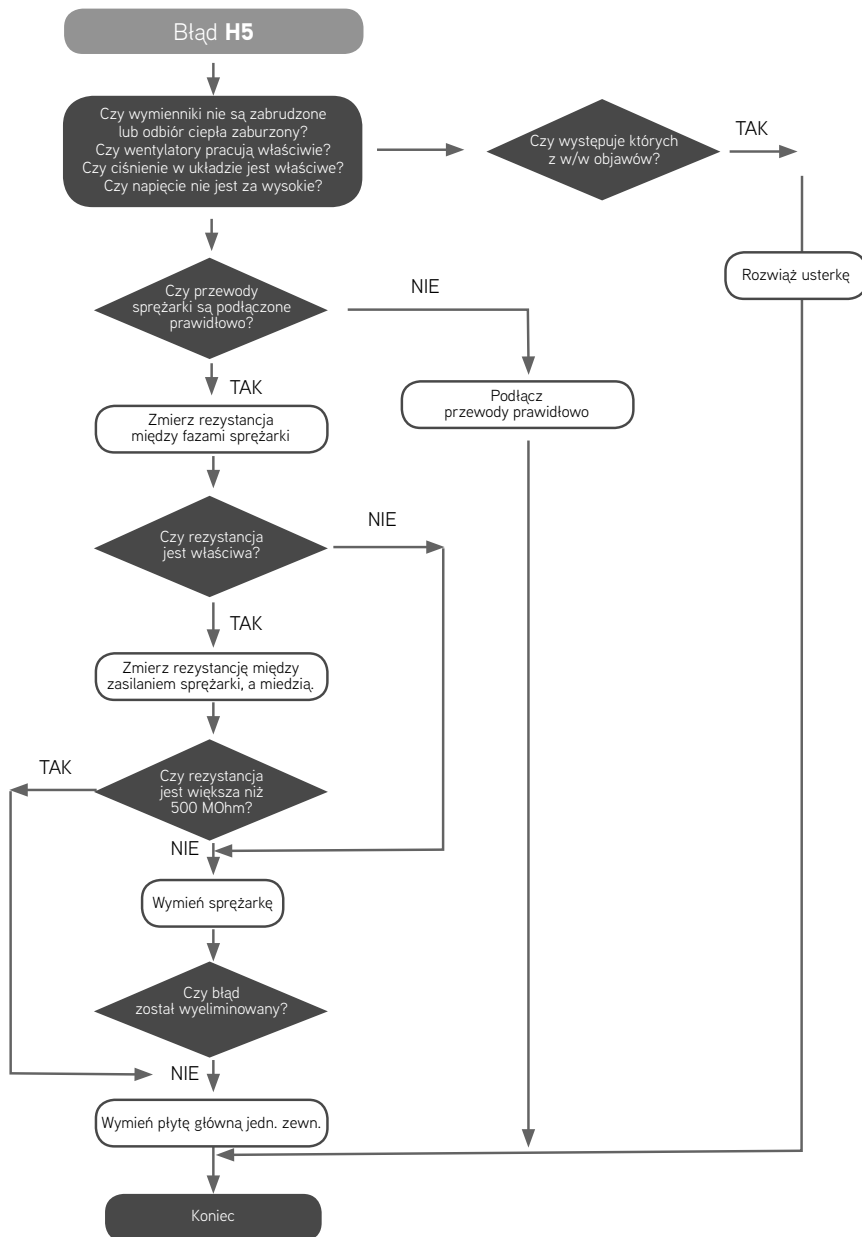 Błąd H5
Czy wymienniki nie są zabrudzone
lub odbiór ciepła zaburzony?
Czy wentylatory pracują właściwie?
Czy ciśnienie w układzie jest właściwe?
Czy napięcie nie jest za wysokie?
Czy występuje których
z w/w objawów?
TAK
Rozwiąż usterkę
Czy przewody
sprężarki są podłączone
prawidłowo?
NIE
Podłącz
przewody prawidłowo
TAK
Zmierz rezystancja
między fazami sprężarki
Czy rezystancja
jest właściwa?
NIE
TAK
Zmierz rezystancję między
zasilaniem sprężarki, a miedzią.
Czy rezystancja
jest większa niż
500 MOhm?
TAK
NIE
Wymień sprężarkę
Czy błąd
został wyeliminowany?
NIE
Wymień płytę główną jedn. zewn.
Koniec